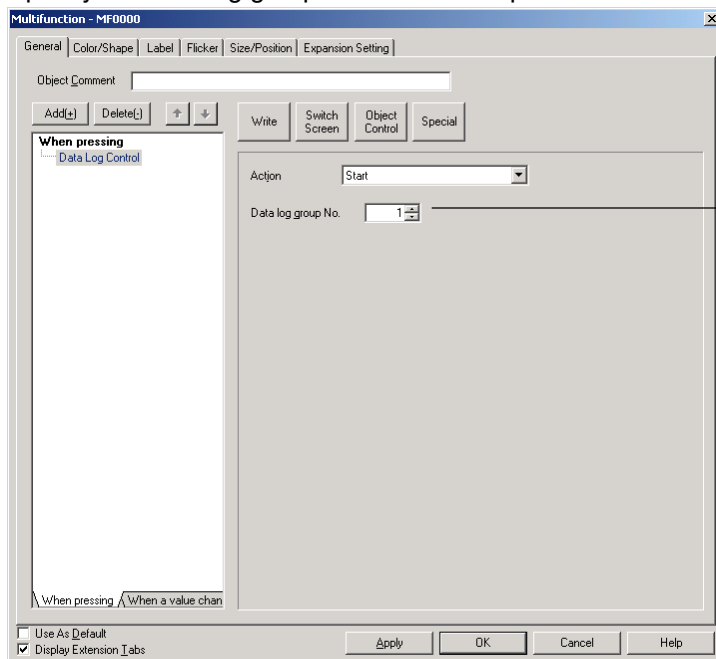 Multifunction - MF0000
General Color/Shape Label Flicker Size/Position Expansion Setting
Object Comment
Add(+) Delete(-)
Write Switch Screen Object Control Special
When pressing
Data Log Control
Action Start
Data log group No. 1
When pressing When a value chan
Use As Default
Display Extension Tabs
Apply OK Cancel Help